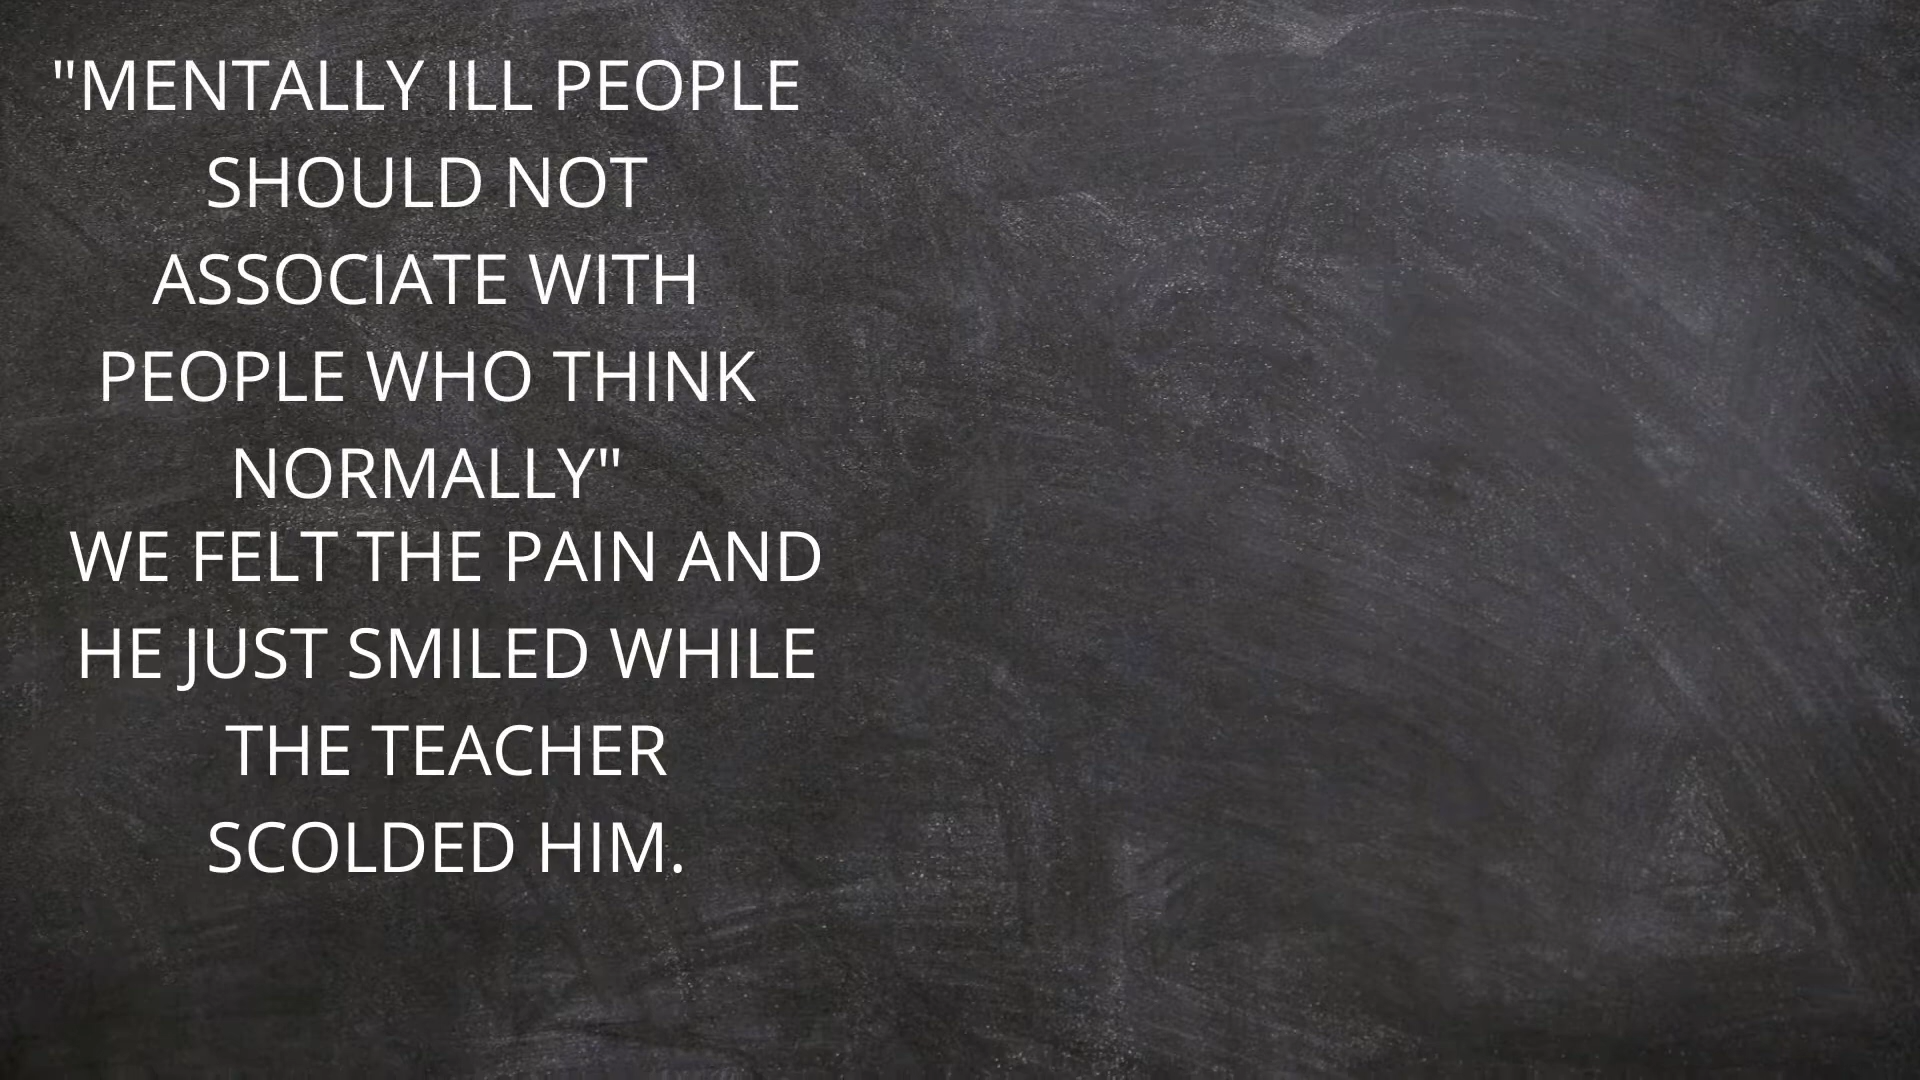 "MENTALLY ILL PEOPLE
SHOULD NOT
ASSOCIATE WITH
PEOPLE WHO THINK
NORMALLY"
WE FELT THE PAIN AND
HE JUST SMILED WHILE
THE TEACHER
SCOLDED HIM.